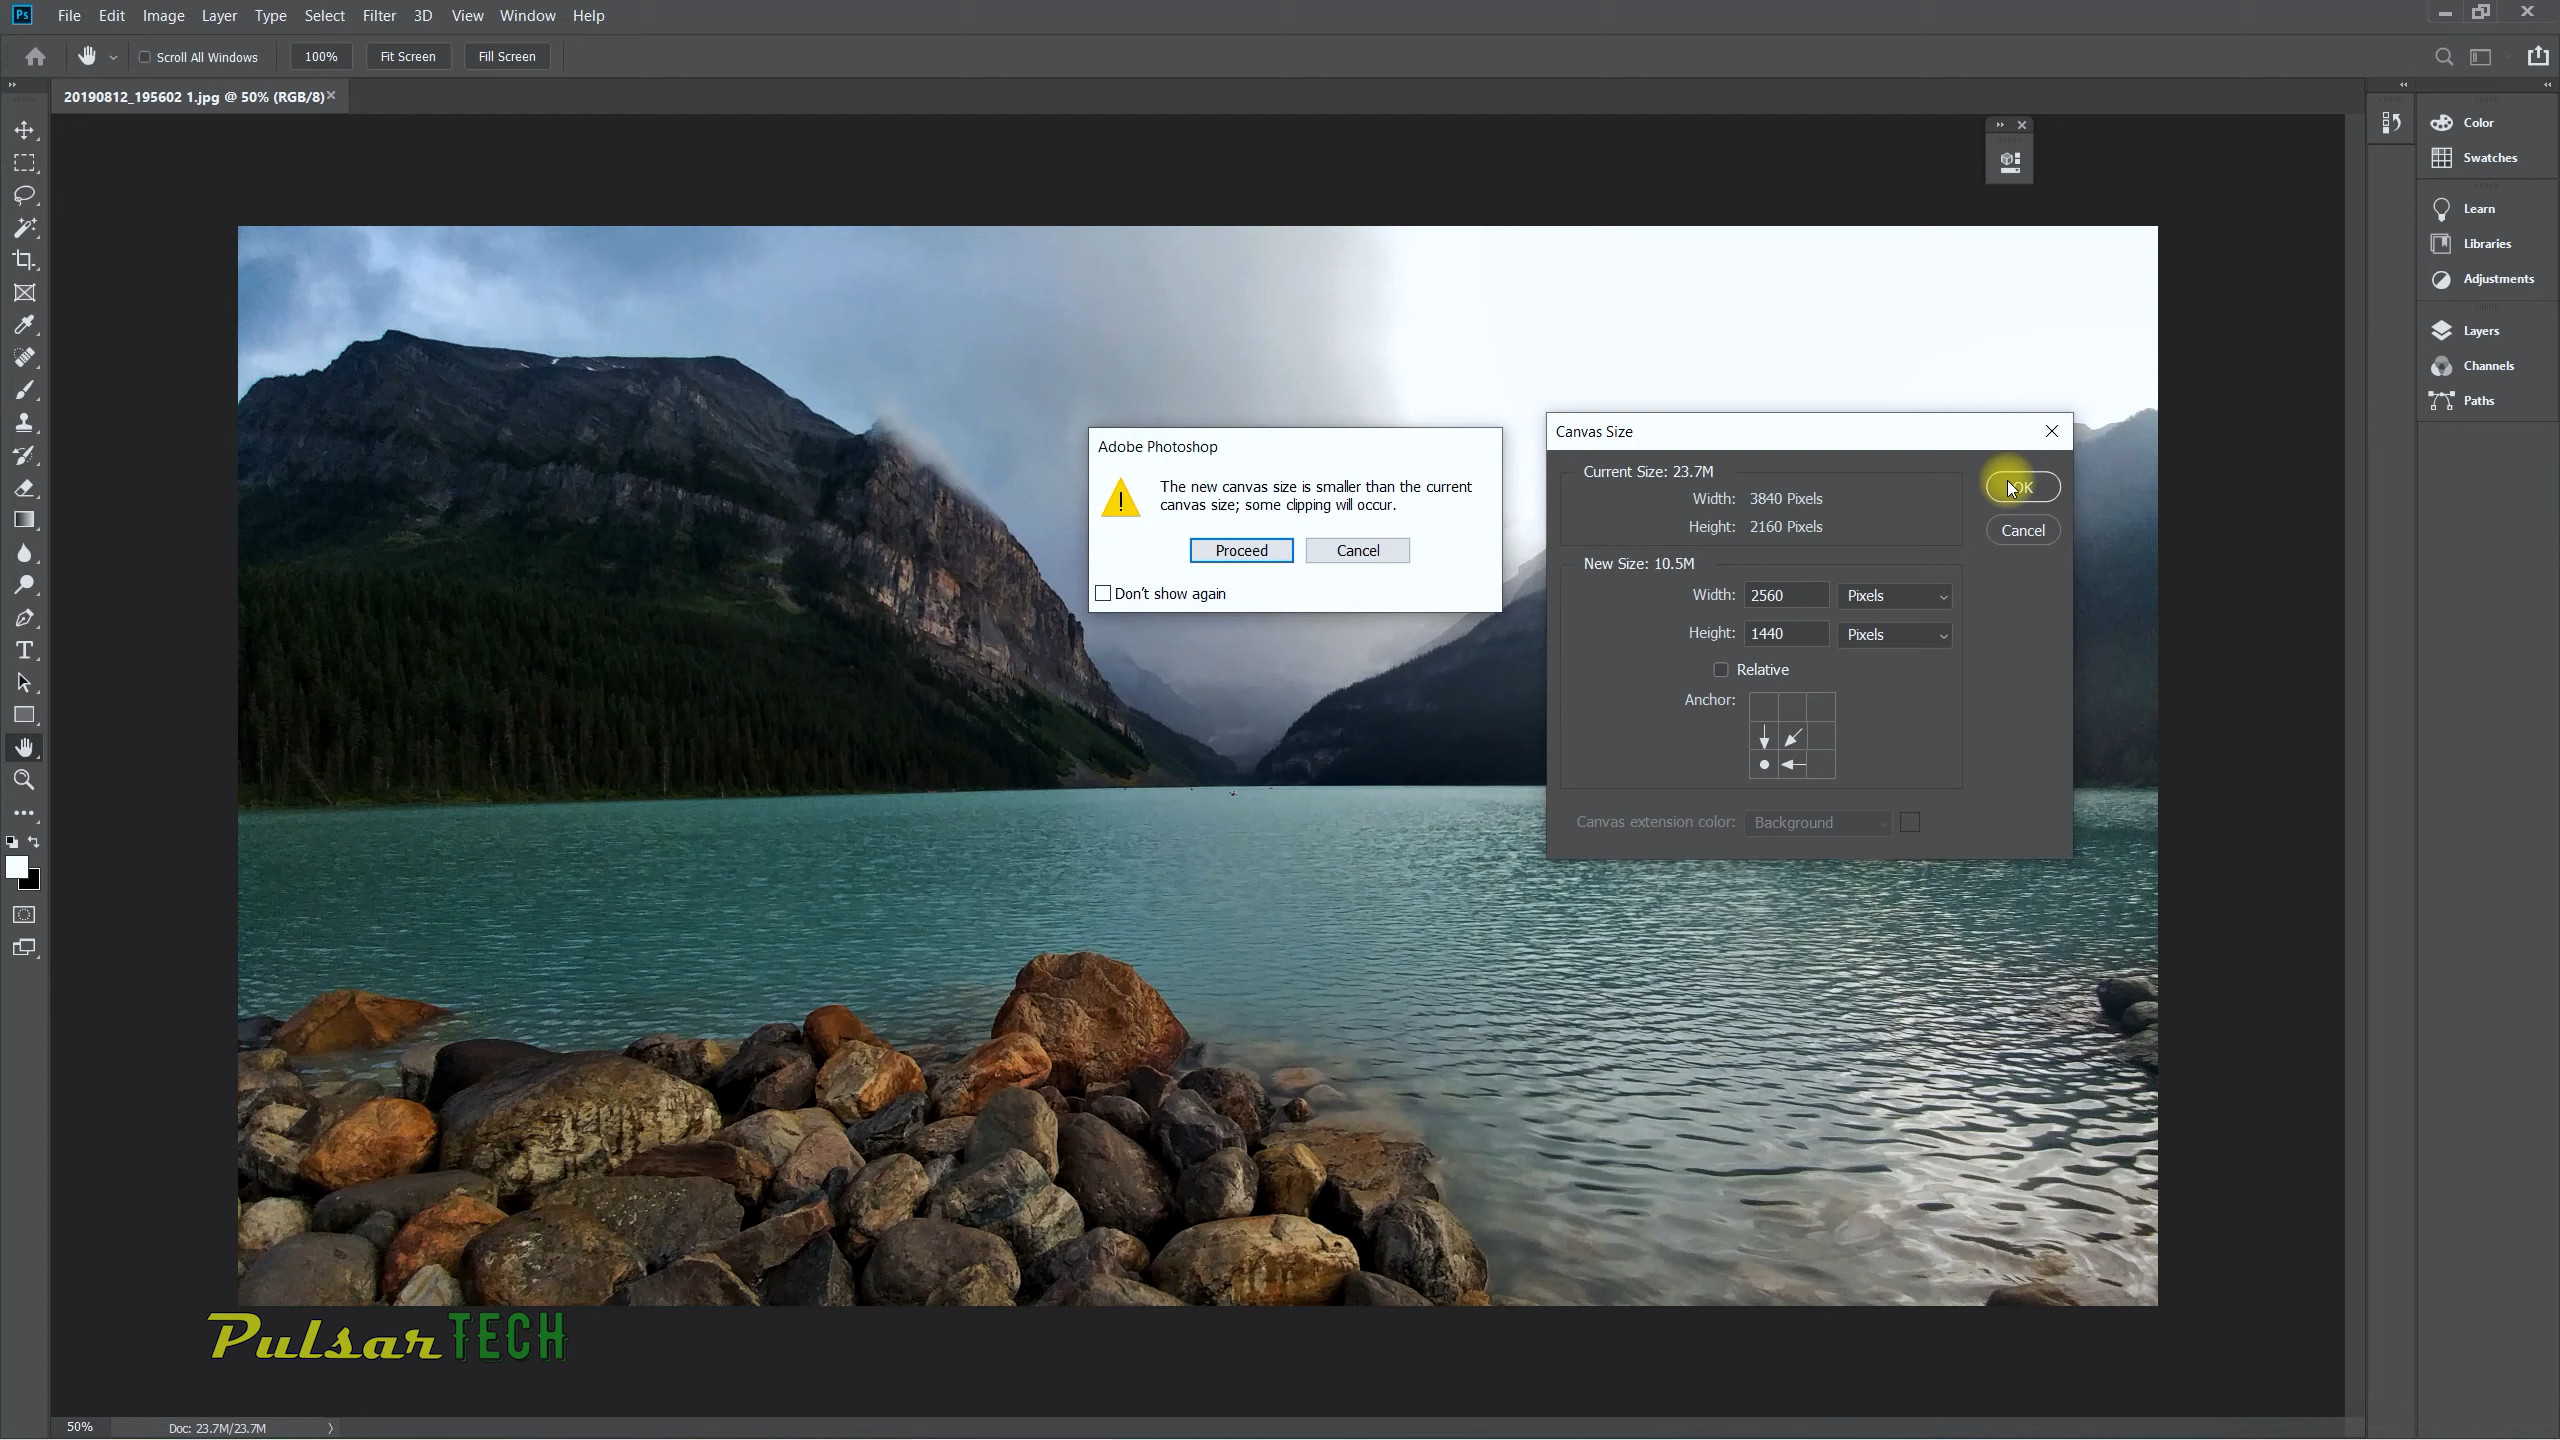 Ps File Edit Image Layer Type Select Filter 3D View Window Help
Scroll All Windows 100% Fit Screen Fill Screen
20190812_195602 1.jpg @ 50% (RGB/8)
Color
Swatches
Learn
Libraries
Adjustments
Layers
Channels
Paths
Adobe Photoshop
The new canvas size is smaller than the current
canvas size; some clipping will occur.
Proceed Cancel
Don't show again
Canvas Size
Current Size: 23.7M
Width: 3840 Pixels
Height: 2160 Pixels
OK
Cancel
New Size: 10.5M
Width: 2560 Pixels
Height: 1440 Pixels
Relative
Anchor:
Canvas extension color: Background
Pulsar TECH
50% Doc: 23.7M/23.7M